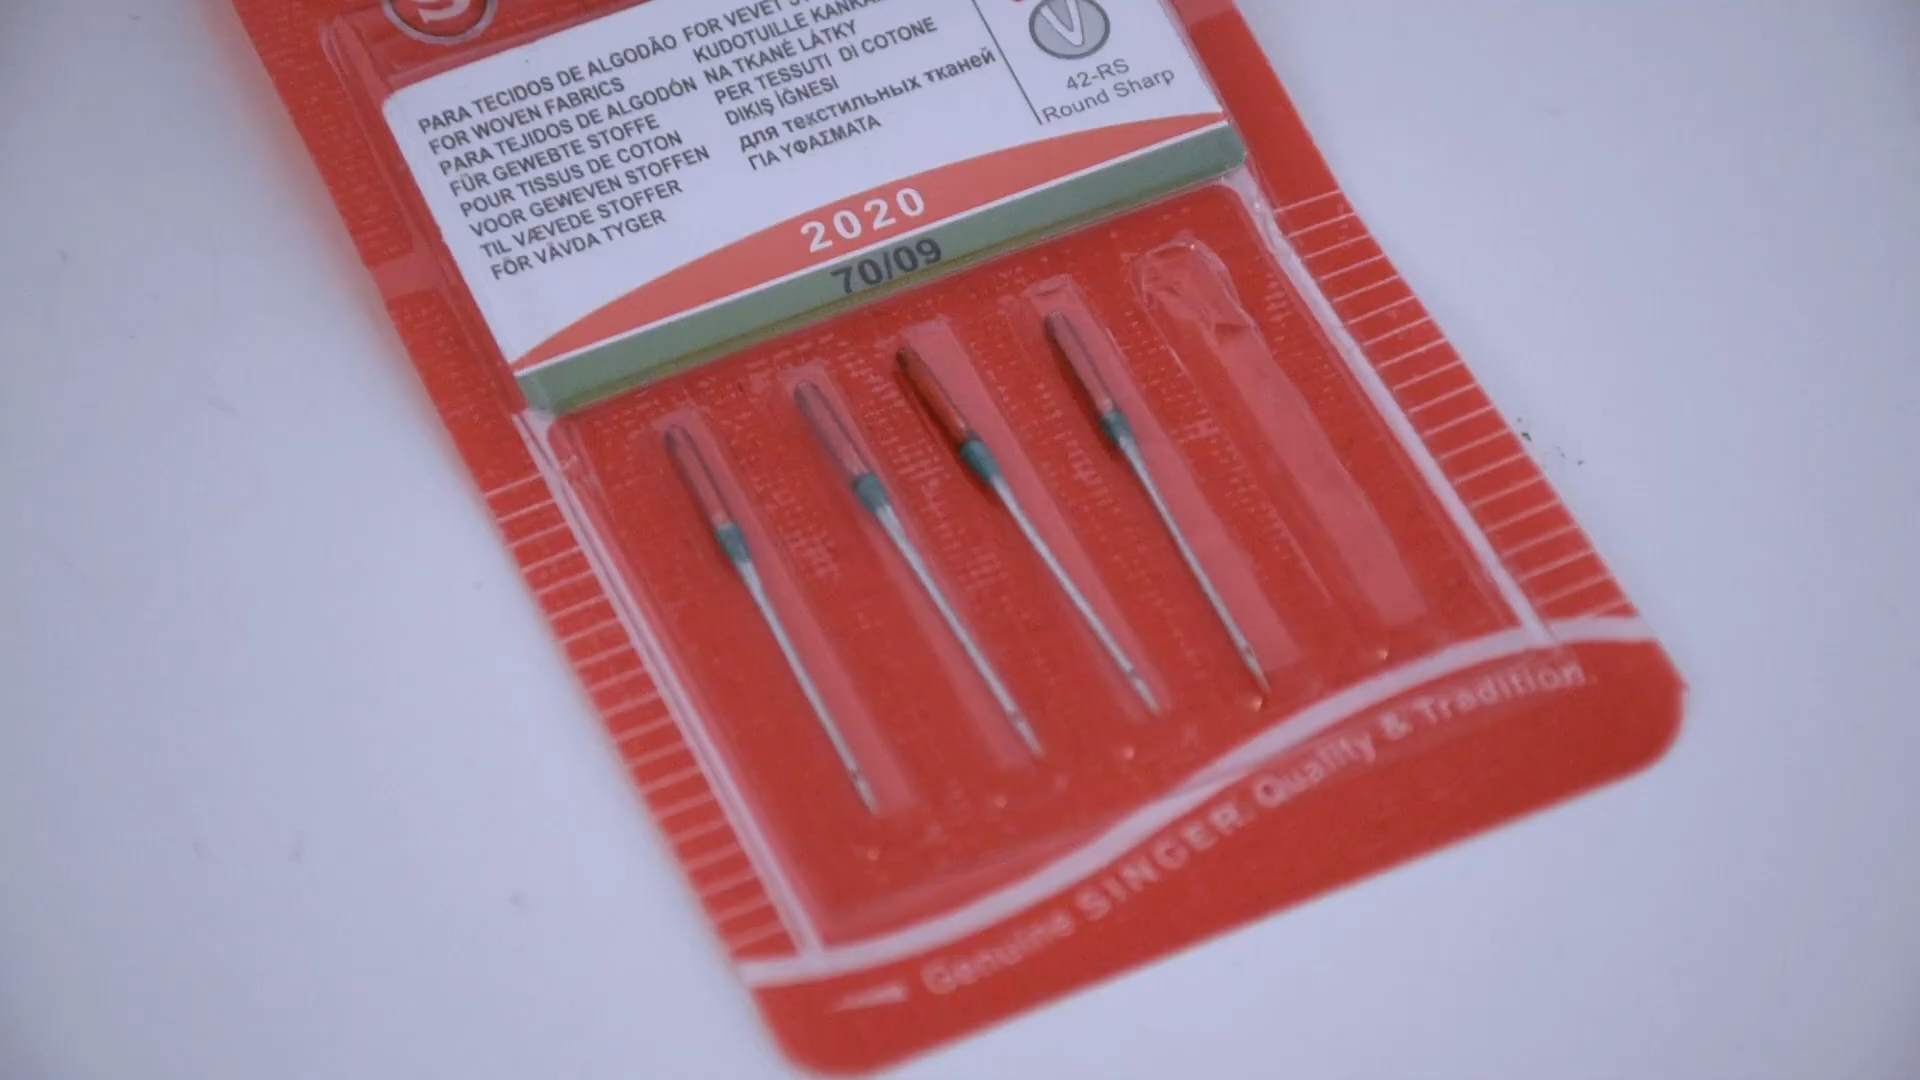 S
PARA TECIDOS DE ALGODÃO
FOR WOVEN FABRICS
PARA TEJIDOS DE ALGODÓN
FÜR GEWEBTE STOFFE
POUR TISSUS DE COTON
VOOR GEWEVEN STOFFEN
TIL VÆVEDE STOFFER
FÖR VÄVDA TYGER
FOR VEVET
KUDOTUILLE
NA TKANÉ LÁTKY
PER TESSUTI DI COTONE
DIKIŞ İĞNESI
для текстильных тканей
ГІА ΥΦΑΣΜΑΤΑ
V
42-RS
Round Sharp
2020
70/09
Genuine SINGER. Quality & Tradition.